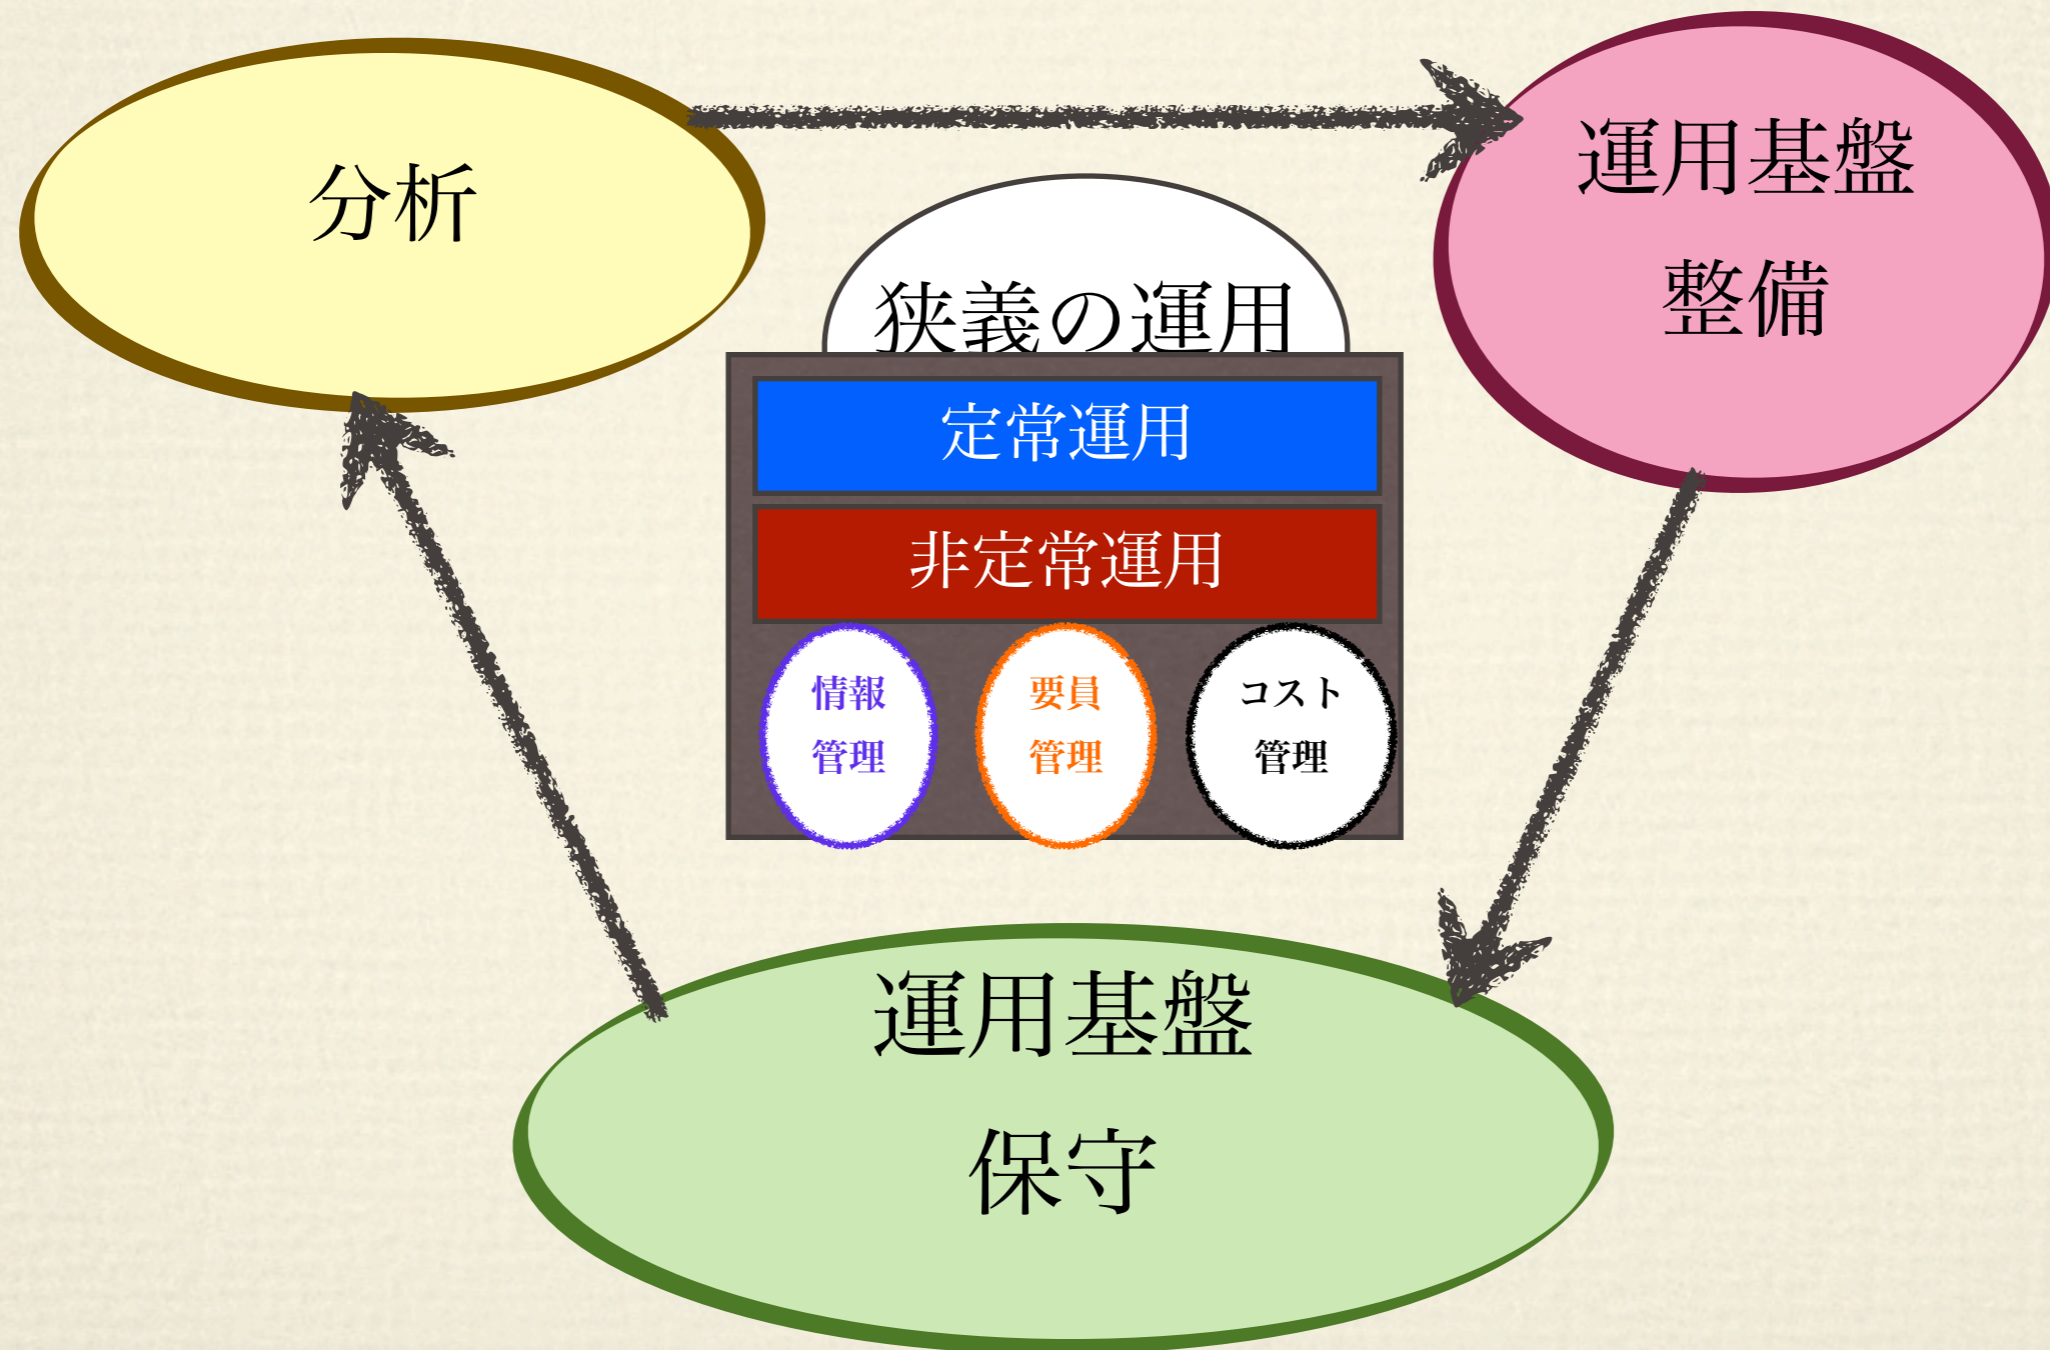 分析
運用基盤
整備
狭義の運用
定常運用
非定常運用
情報
管理
要員
管理
コスト
管理
運用基盤
保守